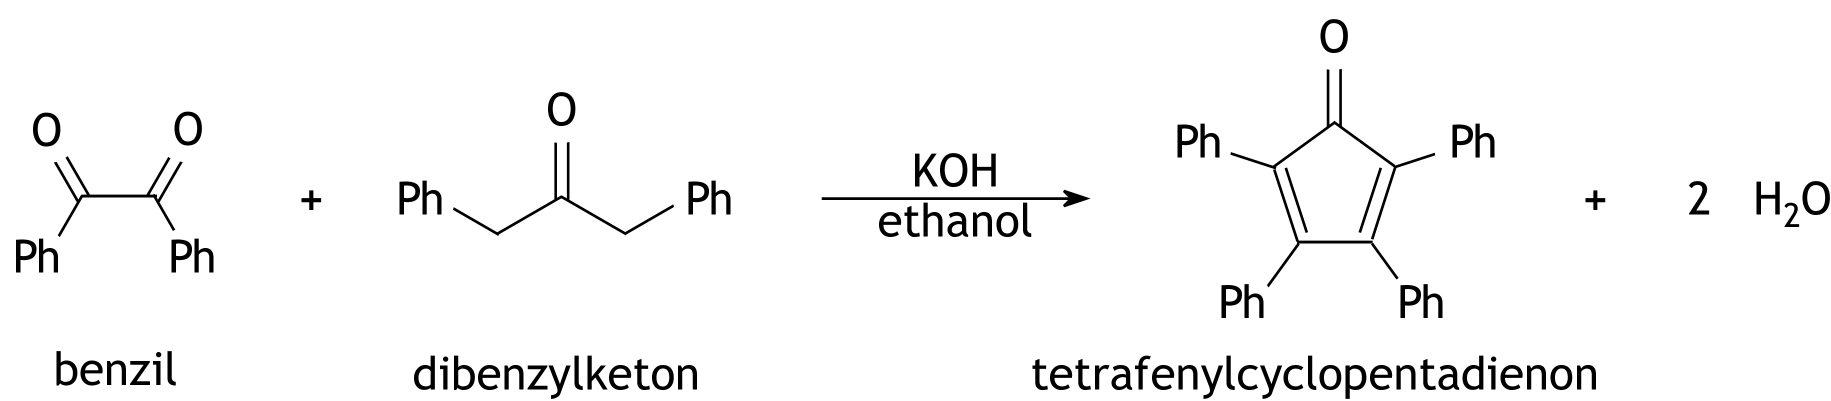 O O
Ph Ph
+
O
Ph Ph
KOH
ethanol
O
Ph Ph
Ph Ph
+ 2 H₂O
benzil dibenzylketon tetrafenylcyclopentadienon